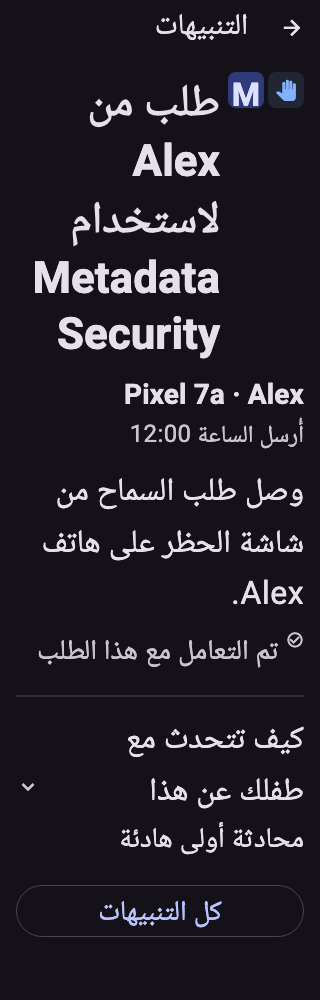 التنبيهات
M
طلب من
Alex
لاستخدام
Metadata
Security
Pixel 7a · Alex
أرسل الساعة 12:00
وصل طلب السماح من
شاشة الحظر على هاتف
Alex.
تم التعامل مع هذا الطلب
كيف تتحدث مع
طفلك عن هذا
محادثة أولى هادئة
كل التنبيهات